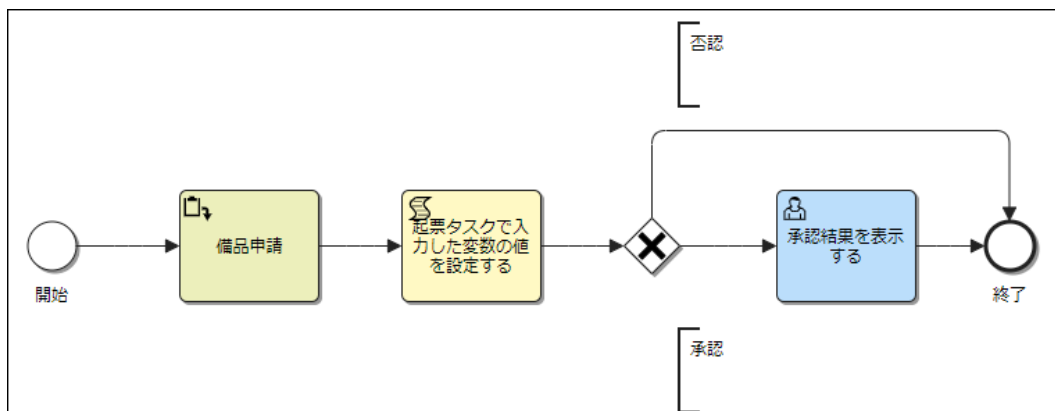 否認
開始
備品申請
起票タスクで入
力した変数の値
を設定する
承認結果を表示
する
終了
承認